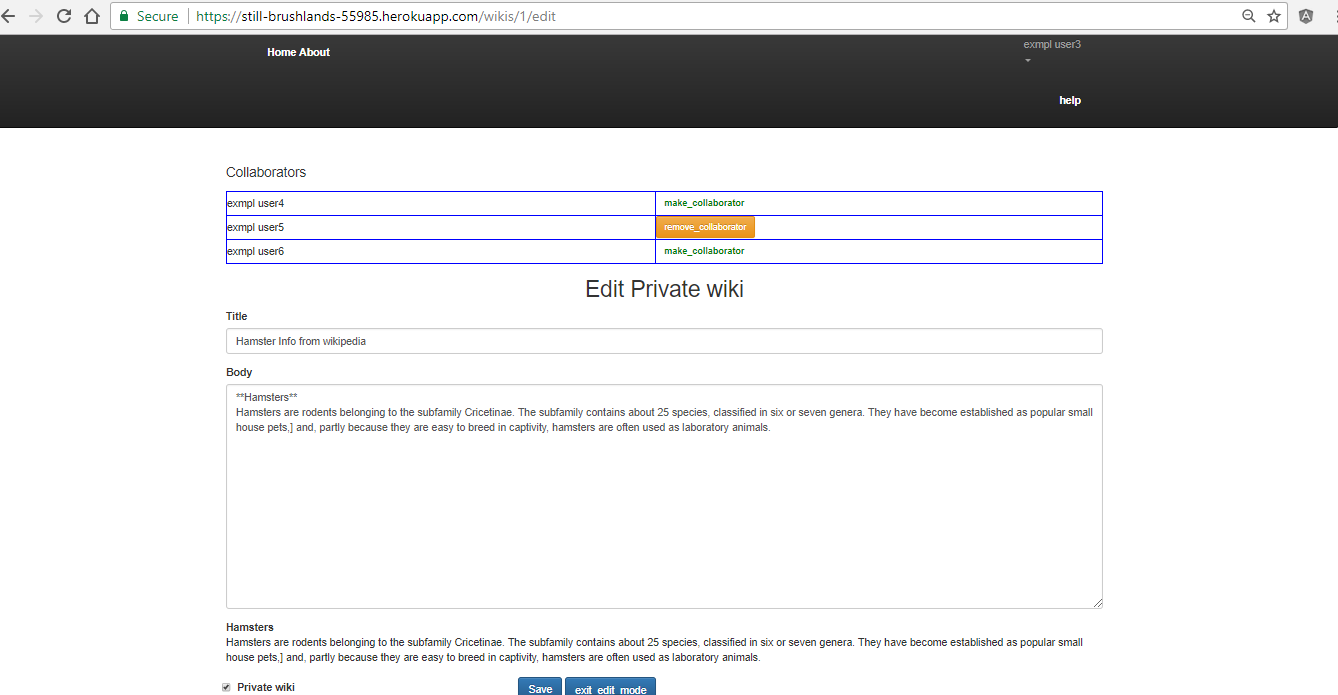 Secure https://still-brushlands-55985.herokuapp.com/wikis/1/edit
Home About
exmpl user3
help
Collaborators
exmpl user4 make_collaborator
exmpl user5 remove_collaborator
exmpl user6 make_collaborator
Edit Private wiki
Title
Hamster Info from wikipedia
Body
**Hamsters**
Hamsters are rodents belonging to the subfamily Cricetinae. The subfamily contains about 25 species, classified in six or seven genera. They have become established as popular small
house pets,] and, partly because they are easy to breed in captivity, hamsters are often used as laboratory animals.
Hamsters
Hamsters are rodents belonging to the subfamily Cricetinae. The subfamily contains about 25 species, classified in six or seven genera. They have become established as popular small
house pets,] and, partly because they are easy to breed in captivity, hamsters are often used as laboratory animals.
Private wiki Save exit_edit_mode